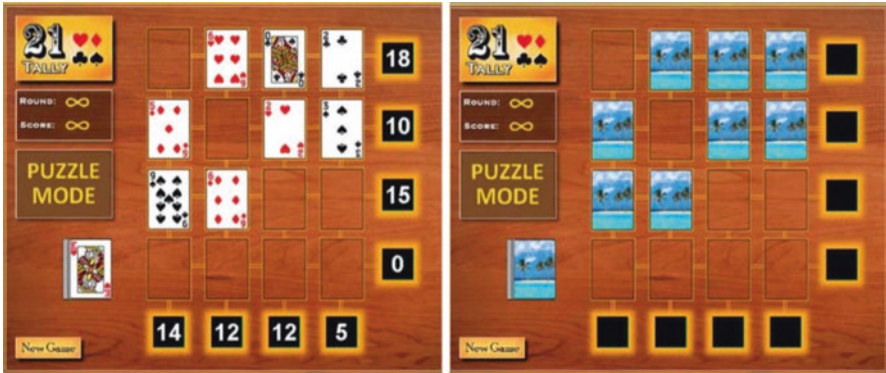 21
TALLY
ROUND: ∞
SCORE: ∞
PUZZLE
MODE
New Game
18
10
15
0
14 12 12 5
21
TALLY
ROUND: ∞
SCORE: ∞
PUZZLE
MODE
New Game